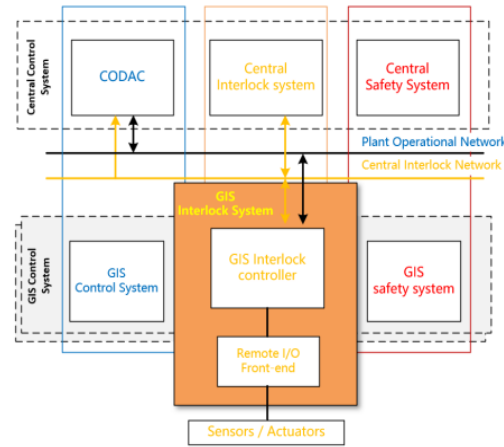 Central Control
System
CODAC
Central
Interlock system
Central
Safety System
Plant Operational Network
Central Interlock Network
GIS
Interlock System
GIS Control
System
GIS
Control System
GIS Interlock
controller
GIS
safety system
Remote I/O
Front-end
Sensors / Actuators